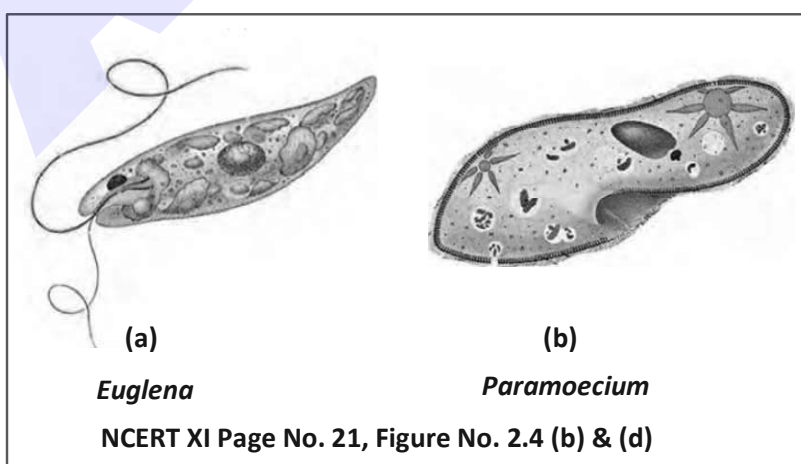 (a) (b)
Euglena Paramoecium
NCERT XI Page No. 21, Figure No. 2.4 (b) & (d)